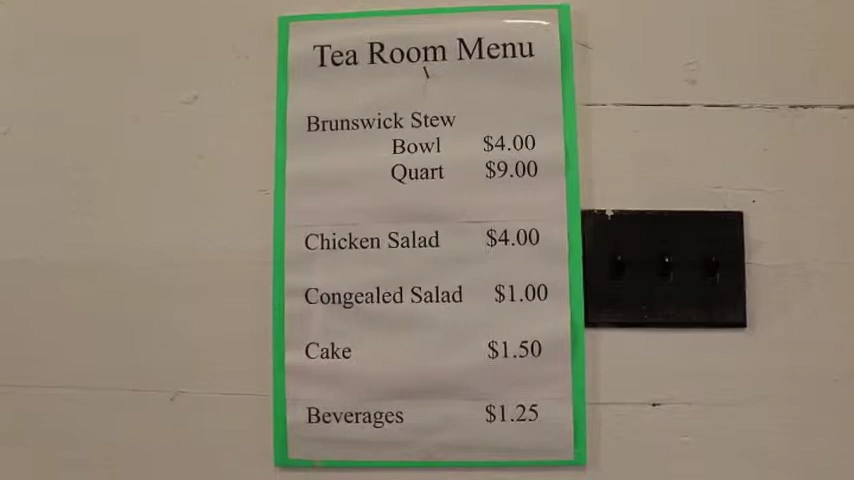 Tea Room Menu
Brunswick Stew
Bowl $4.00
Quart $9.00
Chicken Salad $4.00
Congealed Salad $1.00
Cake $1.50
Beverages $1.25